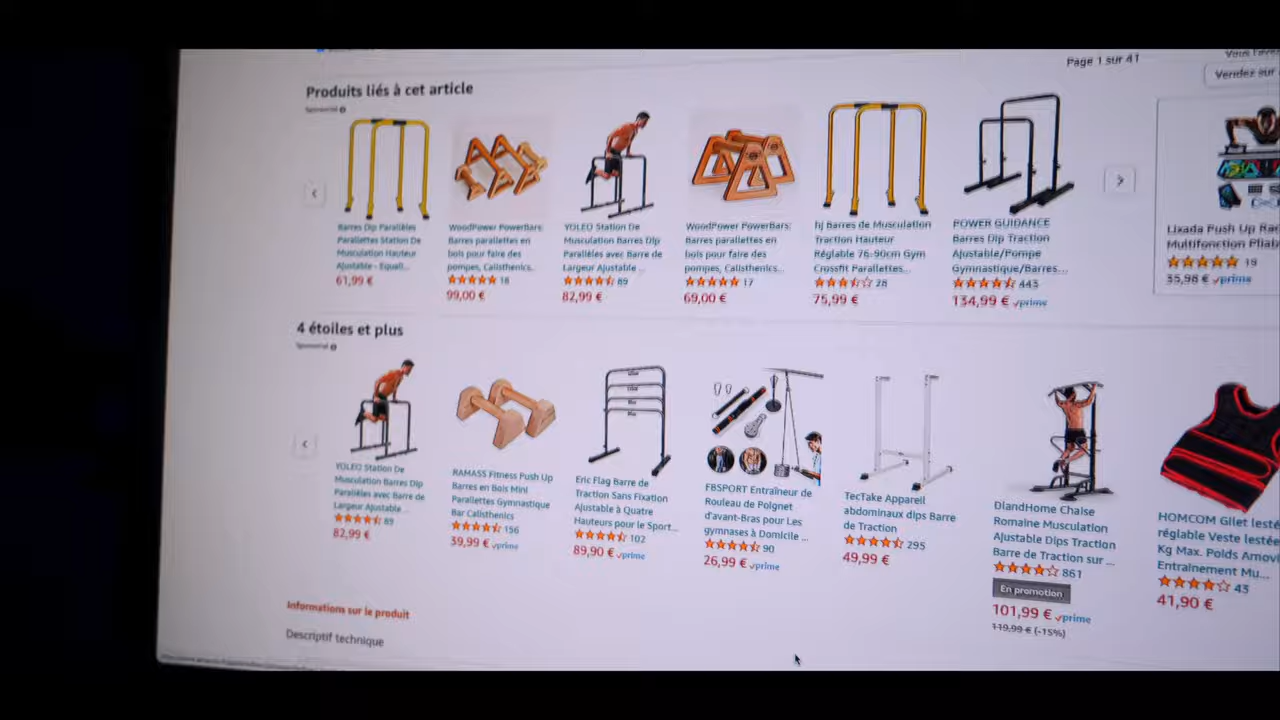 Page 1 sur 41
Vendez sur
Produits liés à cet article
Sponsorisé
Barres Dip Parallèles
Parallettes Station De
Musculation Hauteur
Ajustable - Equali...
61,99 €
WoodPower PowerBars:
Barres parallettes en
bois pour faire des
pompes, Calisthenics,
18
99,00 €
YOLEO Station De
Musculation Barres Dip
Parallèles avec Barre de
Largeur Ajustable
89
82,99 €
WoodPower PowerBars:
Barres parallettes en
bois pour faire des
pompes, Calisthenics...
17
69,00 €
hj Barres de Musculation
Traction Hauteur
Réglable 76-90cm Gym
Crossfit Parallettes...
28
75,99 €
POWER GUIDANCE
Barres Dip Traction
Ajustable/Pompe
Gymnastique/Barres...
443
134,99 € prime
Lixada Push Up
Multifonction
19
35,98 € prime
4 étoiles et plus
Sponsorisé
YOLEO Station De
Musculation Barres Dip
Parallèles avec Barre de
Largeur Ajustable
89
82,99 €
RAMASS Fitness Push Up
Barres en Bois Mini
Parallettes Gymnastique
Bar Calisthenics
156
39,99 € prime
Eric Flag Barre de
Traction Sans Fixation
Ajustable à Quatre
Hauteurs pour le Sport...
102
89,90 € prime
FBSPORT Entraîneur de
Rouleau de Poignet
d'avant-Bras pour Les
gymnases à Domicile ...
90
26,99 € prime
TecTake Appareil
abdominaux dips Barre
de Traction
295
49,99 €
DlandHome Chaise
Romaine Musculation
Ajustable Dips Traction
Barre de Traction sur ...
861
En promotion
101,99 € prime
119,99 € (-15%)
HOMCOM Gilet lesté
réglable Veste lestée
Kg Max. Poids Amovi
Entraînement Mu...
43
41,90 €
Informations sur le produit
Descriptif technique